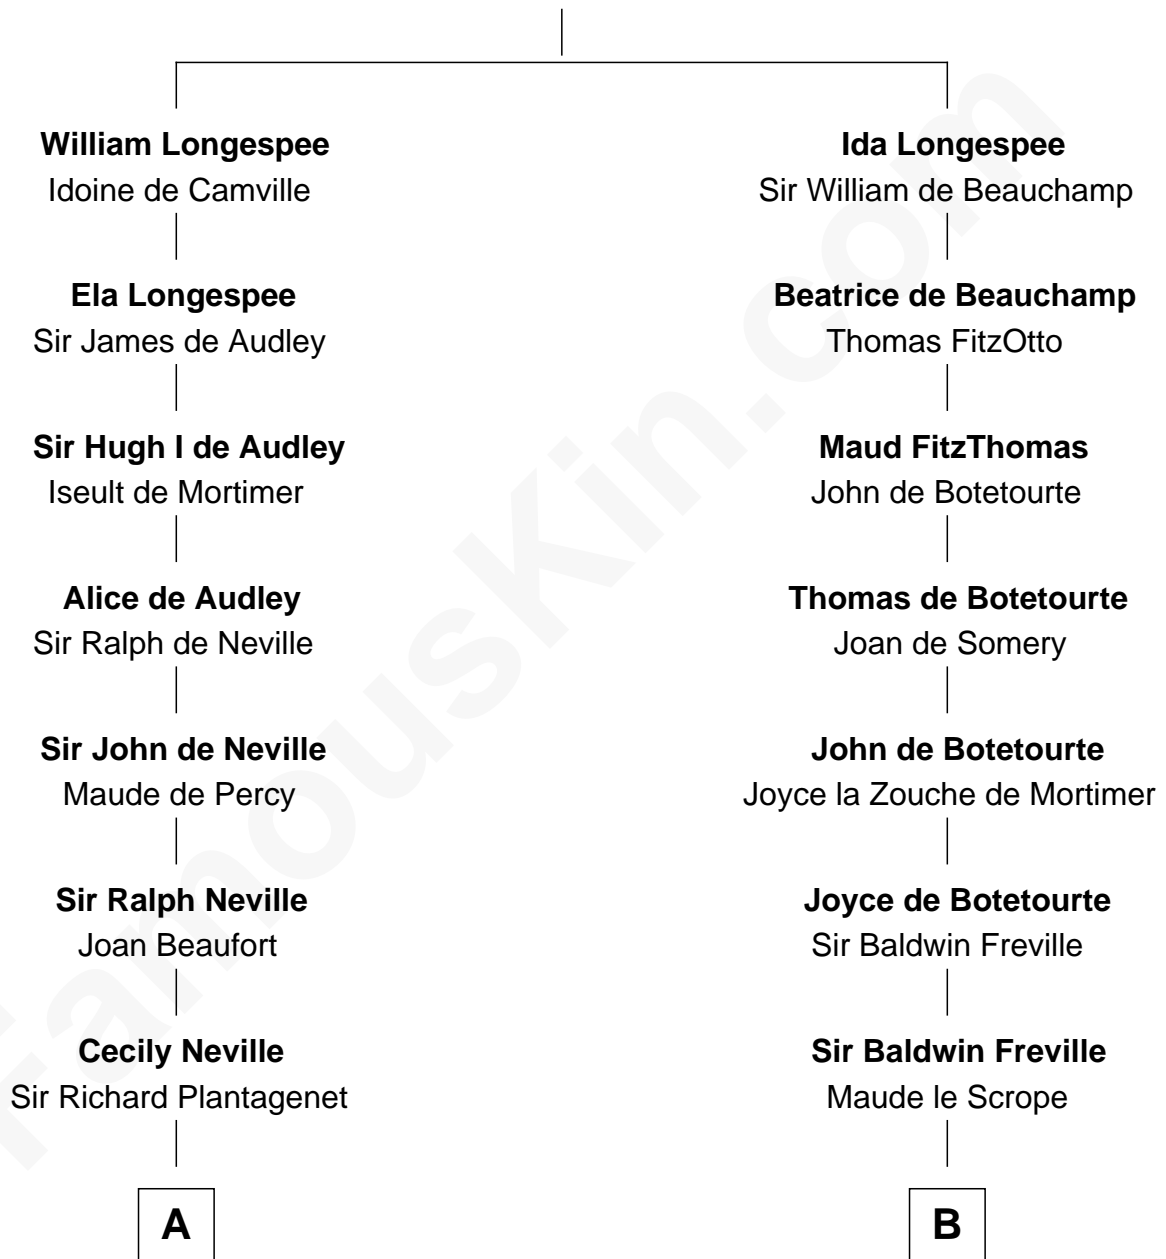 William Longespee
Idoine de Camville
Ida Longespee
Sir William de Beauchamp
Ela Longespee
Sir James de Audley
Beatrice de Beauchamp
Thomas FitzOtto
Sir Hugh I de Audley
Iseult de Mortimer
Maud FitzThomas
John de Botetourte
Alice de Audley
Sir Ralph de Neville
Thomas de Botetourte
Joan de Somery
Sir John de Neville
Maude de Percy
John de Botetourte
Joyce la Zouche de Mortimer
Sir Ralph Neville
Joan Beaufort
Joyce de Botetourte
Sir Baldwin Freville
Cecily Neville
Sir Richard Plantagenet
Sir Baldwin Freville
Maude le Scrope
A
B
FamousKin.com